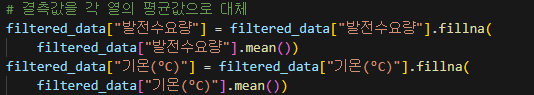 # 결측값을 각 열의 평균값으로 대체
filtered_data["발전수요량"] = filtered_data["발전수요량"].fillna(
filtered_data["발전수요량"].mean())
filtered_data["기온(°C)"] = filtered_data["기온(°C)"].fillna(
filtered_data["기온(°C)"].mean())